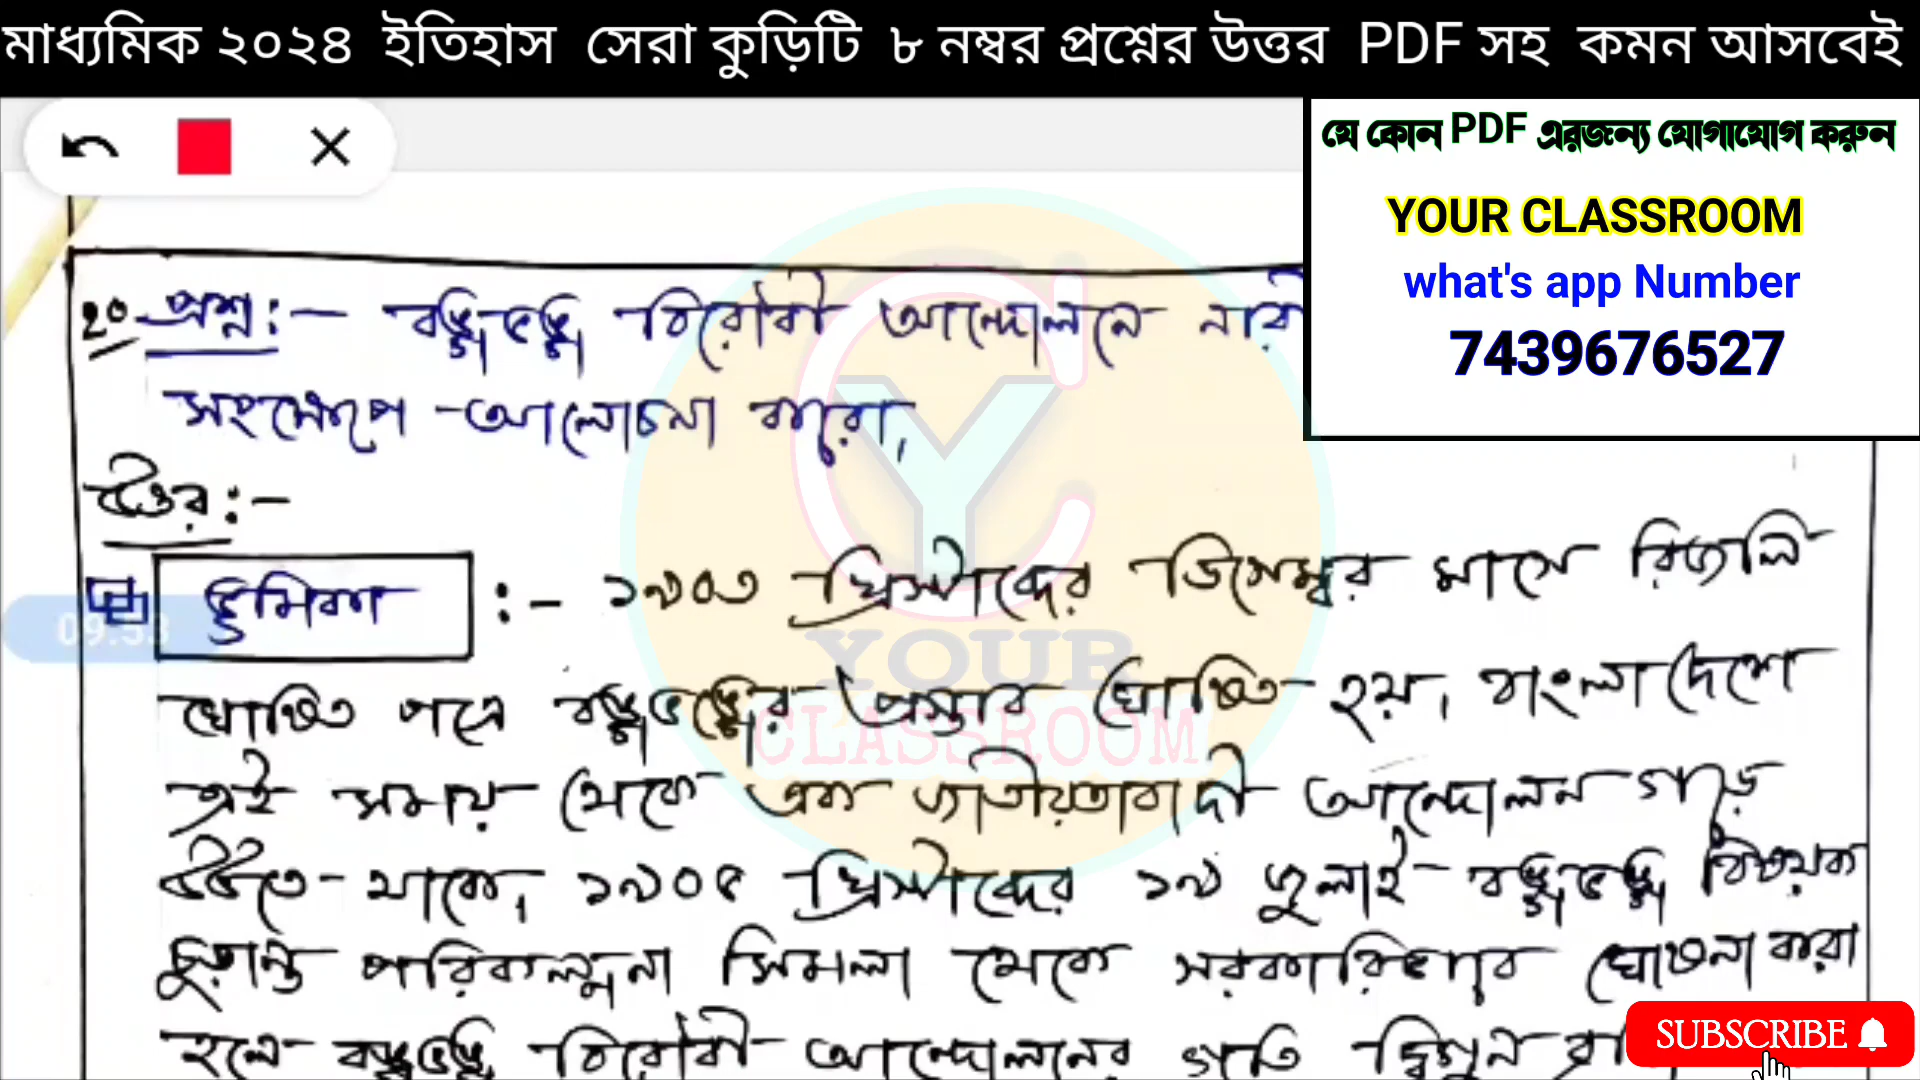 মাধ্যমিক ২০২৪ ইতিহাস সেরা কুড়িটি ৮ নম্বর প্রশ্নের উত্তর PDF সহ কমন আসবেই
যে কোন PDF এরজন্য যোগাযোগ করুন
YOUR CLASSROOM
what's app Number
7439676527
২০. প্রশ্ন:- বঙ্গভঙ্গ বিরোধী আন্দোলনে নারী
সংক্ষেপে আলোচনা করো।
উত্তর:-
ভূমিকা :- ১৯০৩ খ্রিস্টাব্দের ডিসেম্বর মাসে রিজলি
ঘোষিত পত্রে বঙ্গভঙ্গের প্রস্তাব ঘোষিত হয়। বাংলাদেশে
এই সময় থেকে এক জাতীয়তাবাদী আন্দোলন গড়ে
উঠতে থাকে। ১৯০৫ খ্রিস্টাব্দের ১৯ জুলাই বঙ্গভঙ্গ বিষয়ক
চূড়ান্ত পরিকল্পনা সিমলা থেকে সরকারিভাবে ঘোষনা করা
হলে বঙ্গভঙ্গ বিরোধী আন্দোলনের গতি দ্বিগুন
YOUR
CLASSROOM
09:53
SUBSCRIBE